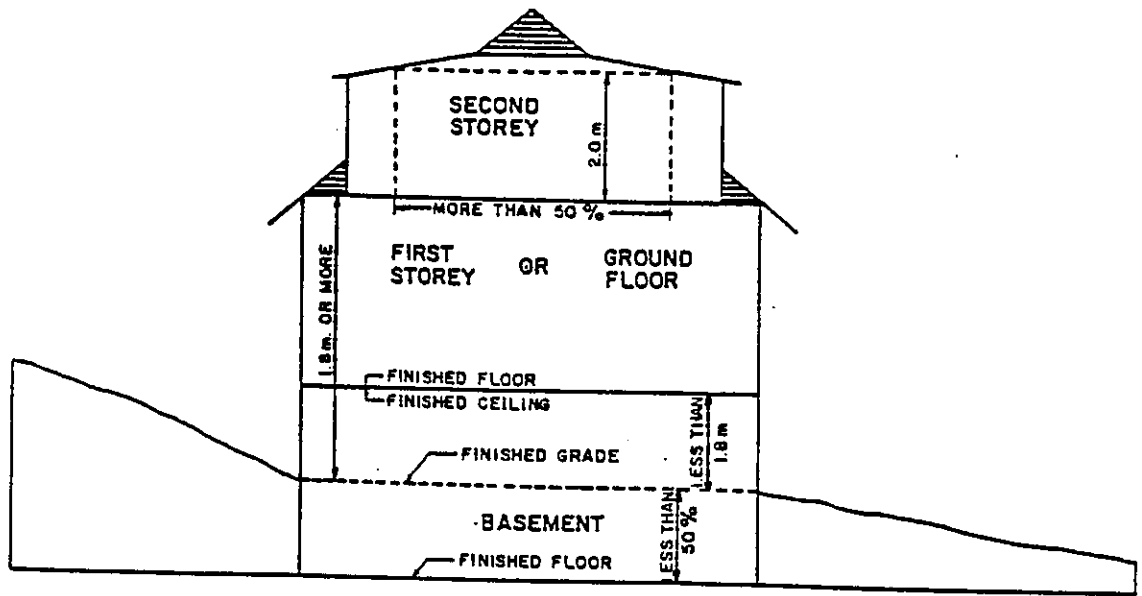 SECOND
STOREY
2.0 m
MORE THAN 50 %
FIRST
STOREY
OR
GROUND
FLOOR
1.8 m. OR MORE
FINISHED FLOOR
FINISHED CEILING
LESS THAN
1.8 m
FINISHED GRADE
LESS THAN
50 %
BASEMENT
FINISHED FLOOR